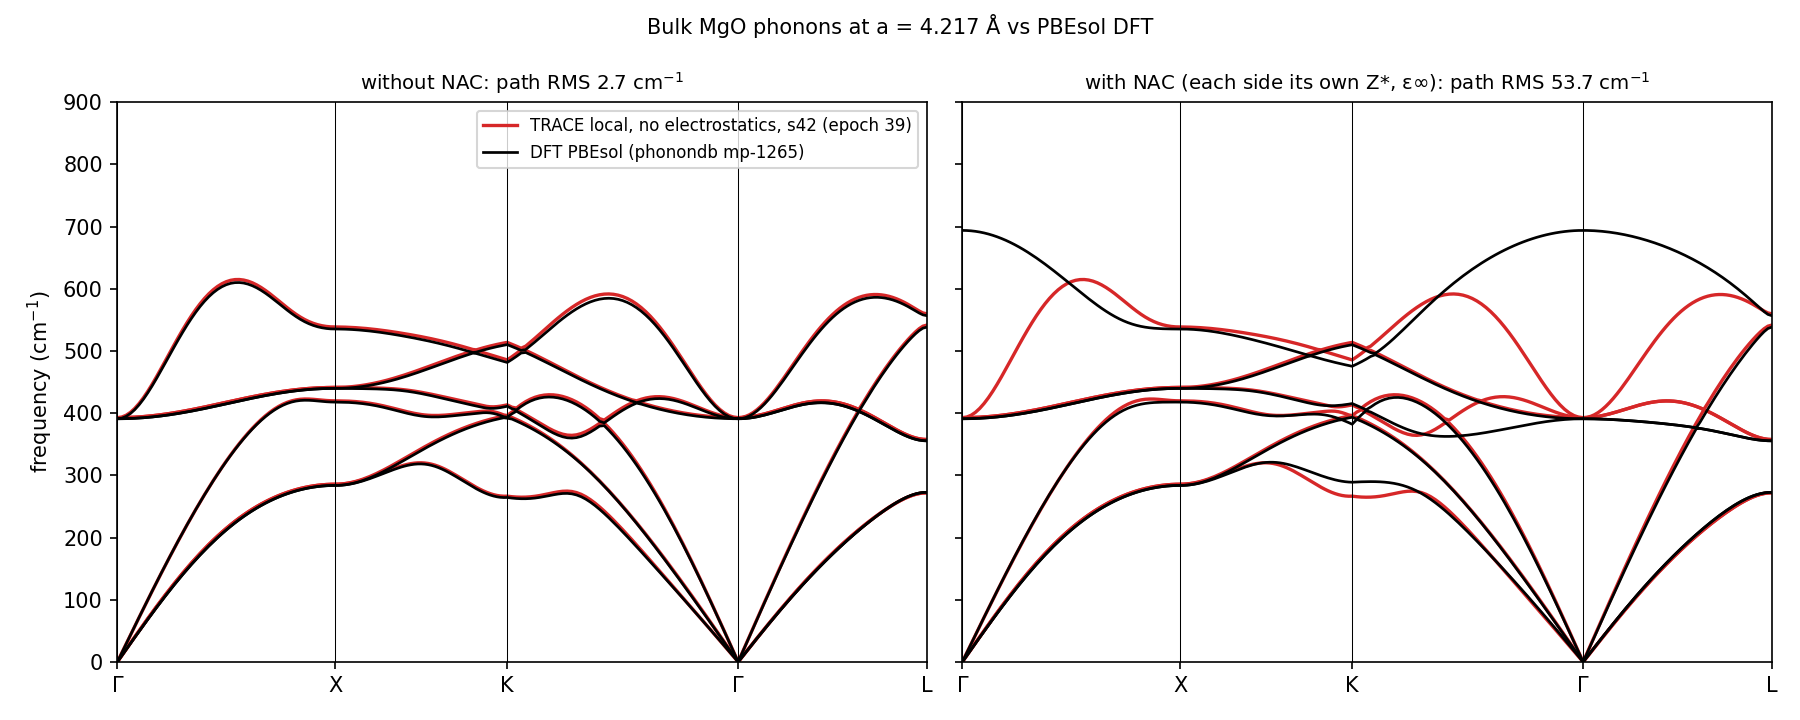 Bulk MgO phonons at a = 4.217 Å vs PBEsol DFT
without NAC: path RMS 2.7 cm⁻¹
with NAC (each side its own Z*, ε∞): path RMS 53.7 cm⁻¹
TRACE local, no electrostatics, s42 (epoch 39)
DFT PBEsol (phonondb mp-1265)
frequency (cm⁻¹)
900
800
700
600
500
400
300
200
100
0
Γ X K Γ L
Γ X K Γ L